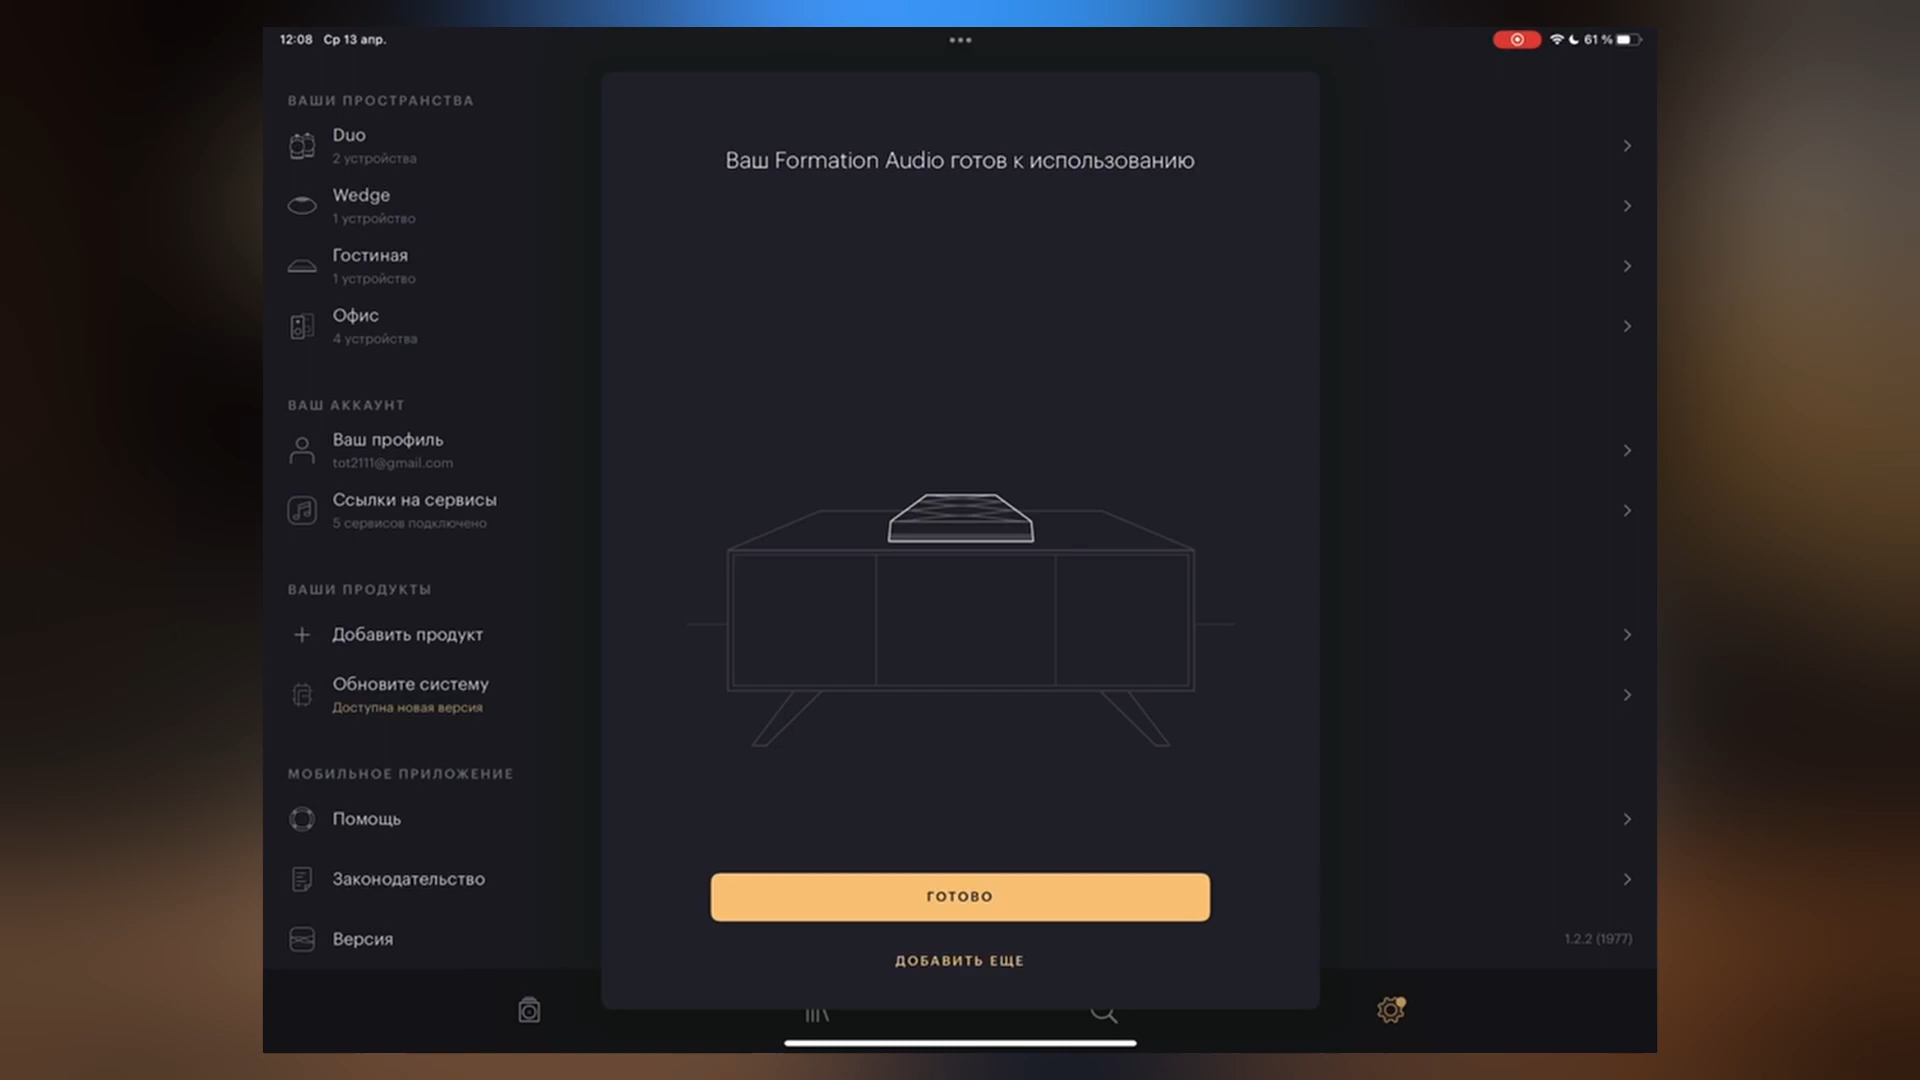 12:08 Ср 13 апр.
61 %
ВАШИ ПРОСТРАНСТВА
Duo
2 устройства
Wedge
1 устройство
Гостиная
1 устройство
Офис
4 устройства
ВАШ АККАУНТ
Ваш профиль
tot2111@gmail.com
Ссылки на сервисы
5 сервисов подключено
ВАШИ ПРОДУКТЫ
Добавить продукт
Обновите систему
Доступна новая версия
МОБИЛЬНОЕ ПРИЛОЖЕНИЕ
Помощь
Законодательство
Версия
1.2.2 (1977)
Ваш Formation Audio готов к использованию
ГОТОВО
ДОБАВИТЬ ЕЩЕ